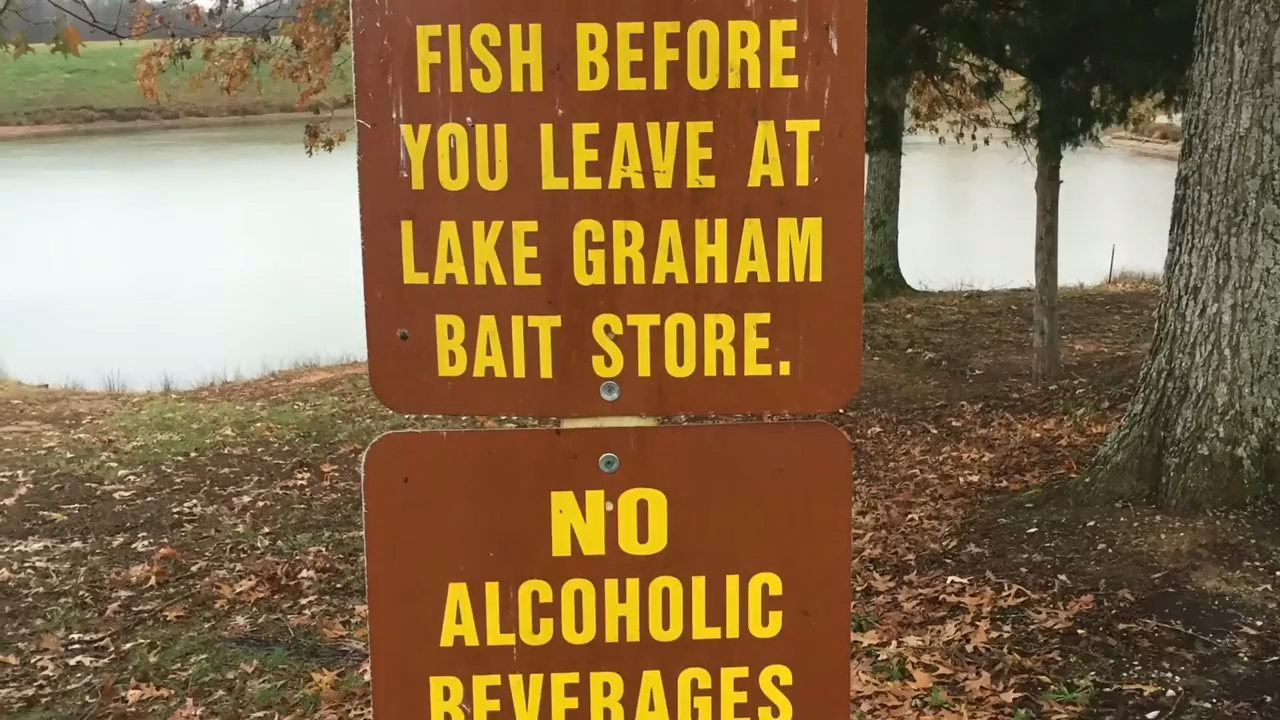 FISH BEFORE
YOU LEAVE AT
LAKE GRAHAM
BAIT STORE.
NO
ALCOHOLIC
BEVERAGES